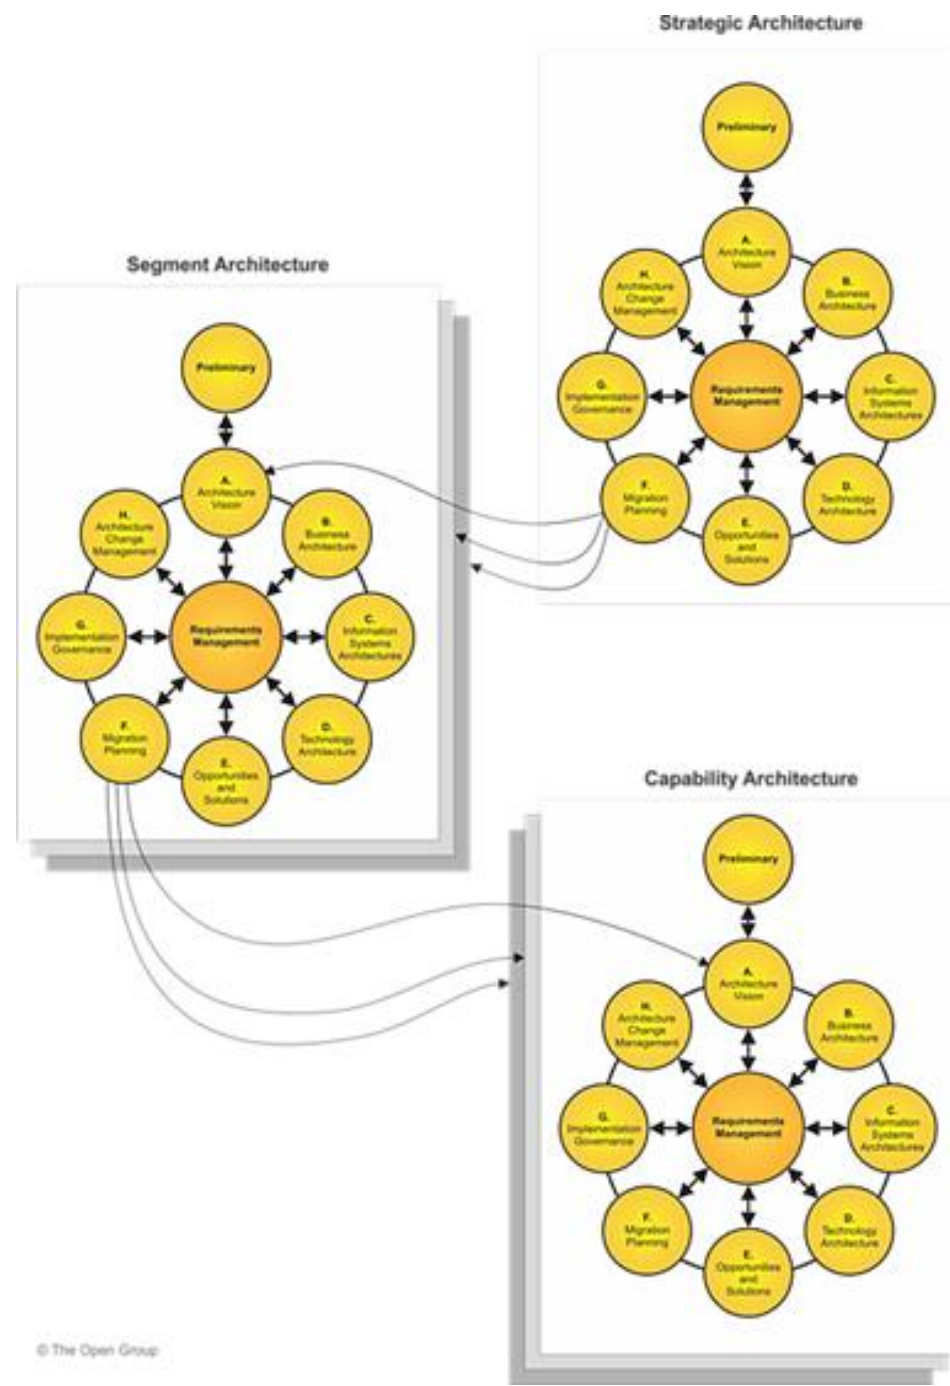 Strategic Architecture
Preliminary
A.
Architecture
Vision
H.
Architecture
Change
Management
B.
Business
Architecture
G.
Implementation
Governance
Requirements
Management
C.
Information
Systems
Architectures
F.
Migration
Planning
D.
Technology
Architecture
E.
Opportunities
and
Solutions
Segment Architecture
Preliminary
A.
Architecture
Vision
H.
Architecture
Change
Management
B.
Business
Architecture
G.
Implementation
Governance
Requirements
Management
C.
Information
Systems
Architectures
F.
Migration
Planning
D.
Technology
Architecture
E.
Opportunities
and
Solutions
Capability Architecture
Preliminary
A.
Architecture
Vision
H.
Architecture
Change
Management
B.
Business
Architecture
G.
Implementation
Governance
Requirements
Management
C.
Information
Systems
Architectures
F.
Migration
Planning
D.
Technology
Architecture
E.
Opportunities
and
Solutions
© The Open Group